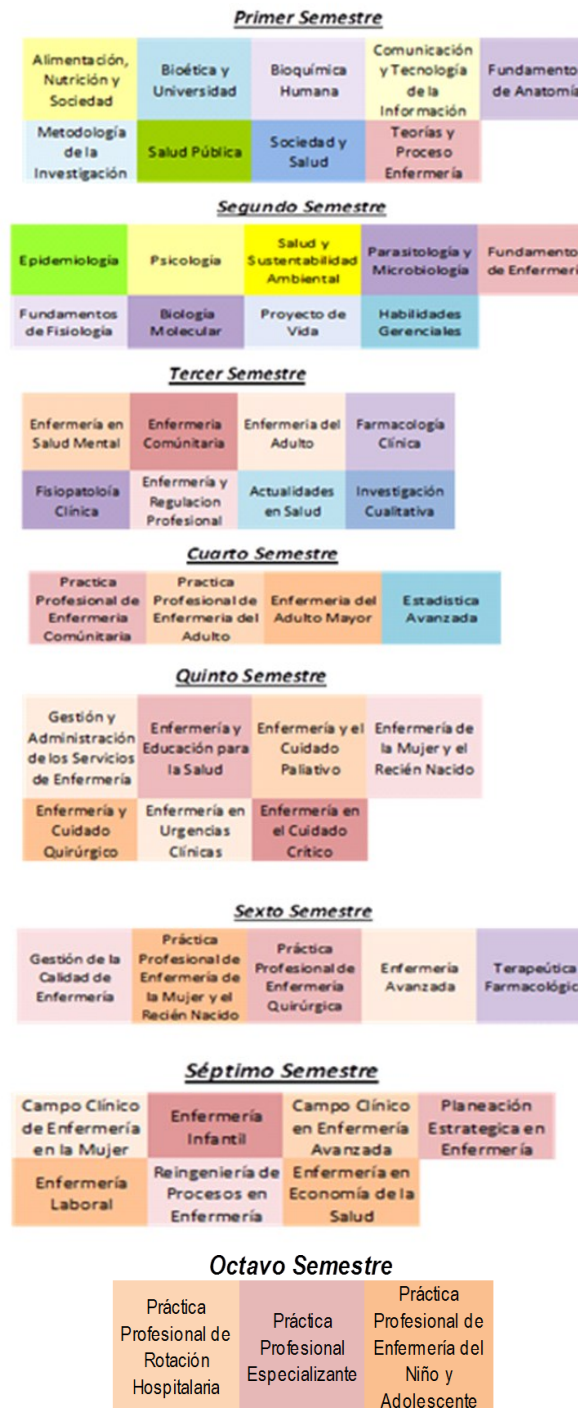 Primer Semestre
Alimentación,
Nutrición y
Sociedad
Bioética y
Universidad
Bioquímica
Humana
Comunicación
y Tecnología
de la
Información
Fundamento
de Anatomía
Metodología
de la
Investigación
Salud Pública
Sociedad y
Salud
Teorías y
Proceso
Enfermería
Segundo Semestre
Epidemiología
Psicología
Salud y
Sustentabilidad
Ambiental
Parasitología y
Microbiología
Fundamento
de Enfermerí
Fundamentos
de Fisiología
Biología
Molecular
Proyecto de
Vida
Habilidades
Gerenciales
Tercer Semestre
Enfermería en
Salud Mental
Enfermeria
Comúnitaria
Enfermeria del
Adulto
Farmacología
Clínica
Fisiopatoloía
Clínica
Enfermería y
Regulacion
Profesional
Actualidades
en Salud
Investigación
Cualitativa
Cuarto Semestre
Practica
Profesional de
Enfermeria
Comúnitaria
Practica
Profesional de
Enfermeria del
Adulto
Enfermeria del
Adulto Mayor
Estadistica
Avanzada
Quinto Semestre
Gestión y
Administración
de los Servicios
de Enfermería
Enfermería y
Educación para
la Salud
Enfermería y el
Cuidado
Paliativo
Enfermería de
la Mujer y el
Recién Nacido
Enfermería y
Cuidado
Quirúrgico
Enfermería en
Urgencias
Clínicas
Enfermería en
el Cuidado
Crítico
Sexto Semestre
Gestión de la
Calidad de
Enfermería
Práctica
Profesional de
Enfermería de
la Mujer y el
Recién Nacido
Práctica
Profesional de
Enfermería
Quirúrgica
Enfermería
Avanzada
Terapeútica
Farmacológic
Séptimo Semestre
Campo Clínico
de Enfermería
en la Mujer
Enfermería
Infantil
Campo Clínico
en Enfermería
Avanzada
Planeación
Estrategica en
Enfermería
Enfermería
Laboral
Reingeniería de
Procesos en
Enfermería
Enfermería en
Economía de la
Salud
Octavo Semestre
Práctica
Profesional de
Rotación
Hospitalaria
Práctica
Profesional
Especializante
Práctica
Profesional de
Enfermería del
Niño y
Adolescente